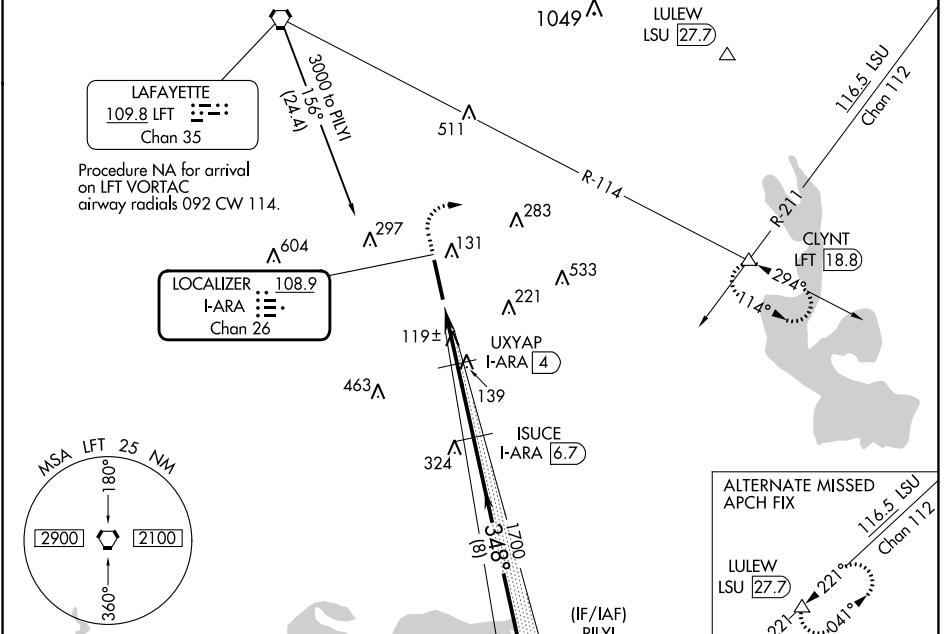 1049
LULEW
LSU 27.7
116.5 LSU
Chan 112
LAFAYETTE
109.8 LFT
Chan 35
3000 to PILYI
156°
(24.4)
511
Procedure NA for arrival
on LFT VORTAC
airway radials 092 CW 114.
R-114
R-211
604
297
283
131
533
221
CLYNT
LFT 18.8
294°
114°
LOCALIZER 108.9
I-ARA
Chan 26
119±
UXYAP
I-ARA 4
139
463
ISUCE
I-ARA 6.7
324
MSA LFT 25 NM
180°
2900
2100
360°
1700
348°
(8)
(IF/IAF)
PILYI
ALTERNATE MISSED
APCH FIX
116.5 LSU
Chan 112
LULEW
LSU 27.7
221°
041°
221